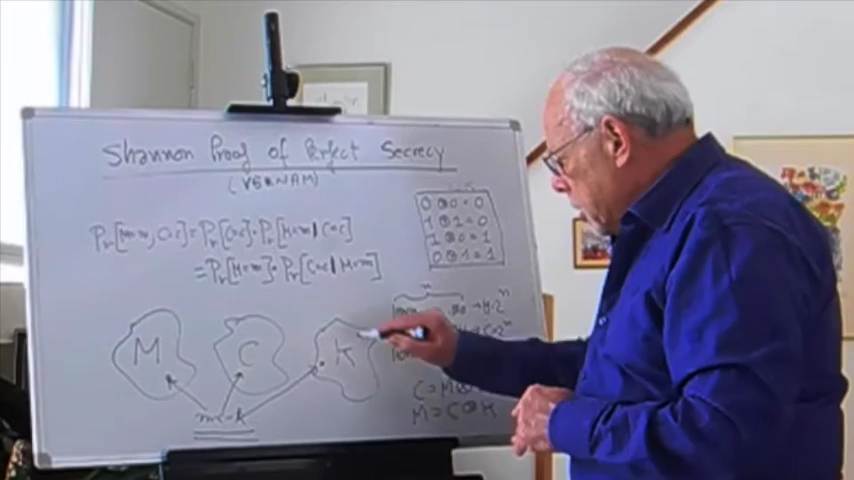 Shannon Proof of Perfect Secrecy
(VERNAM)
Pr[M=m, C=c] = Pr[C=c] · Pr[M=m | C=c]
= Pr[M=m] · Pr[C=c | M=m]
0 ⊕ 0 = 0
1 ⊕ 1 = 0
1 ⊕ 0 = 1
0 ⊕ 1 = 1
n
M
C
K
C = M
M = C ⊕ K